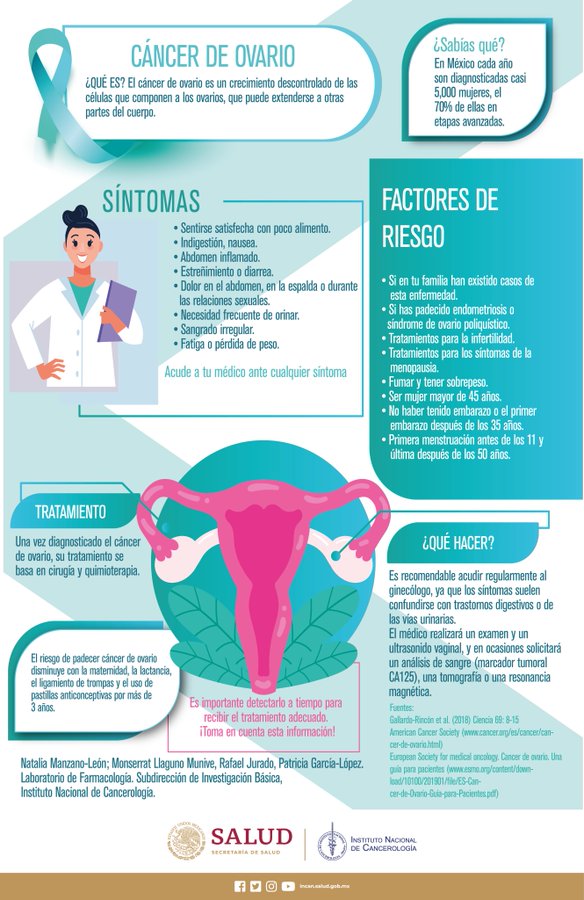 CÁNCER DE OVARIO
¿QUÉ ES? El cáncer de ovario es un crecimiento descontrolado de las
células que componen a los ovarios, que puede extenderse a otras
partes del cuerpo.
¿Sabías qué?
En México cada año
son diagnosticadas casi
5,000 mujeres, el
70% de ellas en
etapas avanzadas.
SÍNTOMAS
• Sentirse satisfecha con poco alimento.
• Indigestión, nausea.
• Abdomen inflamado.
• Estreñimiento o diarrea.
• Dolor en el abdomen, en la espalda o durante
las relaciones sexuales.
• Necesidad frecuente de orinar.
• Sangrado irregular.
• Fatiga o pérdida de peso.
Acude a tu médico ante cualquier síntoma
FACTORES DE
RIESGO
• Si en tu familia han existido casos de
esta enfermedad.
• Si has padecido endometriosis o
síndrome de ovario poliquístico.
• Tratamientos para la infertilidad.
• Tratamientos para los síntomas de la
menopausia.
• Fumar y tener sobrepeso.
• Ser mujer mayor de 45 años.
• No haber tenido embarazo o el primer
embarazo después de los 35 años.
• Primera menstruación antes de los 11 y
última después de los 50 años.
TRATAMIENTO
Una vez diagnosticado el cáncer
de ovario, su tratamiento se
basa en cirugía y quimioterapia.
¿QUÉ HACER?
Es recomendable acudir regularmente al
ginecólogo, ya que los síntomas suelen
confundirse con trastornos digestivos o de
las vías urinarias.
El médico realizará un examen y un
ultrasonido vaginal, y en ocasiones solicitará
un análisis de sangre (marcador tumoral
CA125), una tomografía o una resonancia
magnética.
El riesgo de padecer cáncer de ovario
disminuye con la maternidad, la lactancia,
el ligamiento de trompas y el uso de
pastillas anticonceptivas por más de
3 años.
Es importante detectarlo a tiempo para
recibir el tratamiento adecuado.
¡Toma en cuenta esta información!
Fuentes:
Gallardo-Rincón et al. (2018) Ciencia 69: 8-15
American Cancer Society (www.cancer.org/es/cancer/can-
cer-de-ovario.html)
European Society for medical oncology. Cancer de ovario. Una
guía para pacientes (www.esmo.org/content/down-
load/10100/201901/file/ES-Can-
cer-de-Ovario-Guia-para-Pacientes.pdf)
Natalia Manzano-León; Monserrat Llaguno Munive, Rafael Jurado, Patricia García-López.
Laboratorio de Farmacología. Subdirección de Investigación Básica,
Instituto Nacional de Cancerología.
SALUD
SECRETARÍA DE SALUD
INSTITUTO NACIONAL
DE CANCEROLOGÍA
incan.salud.gob.mx